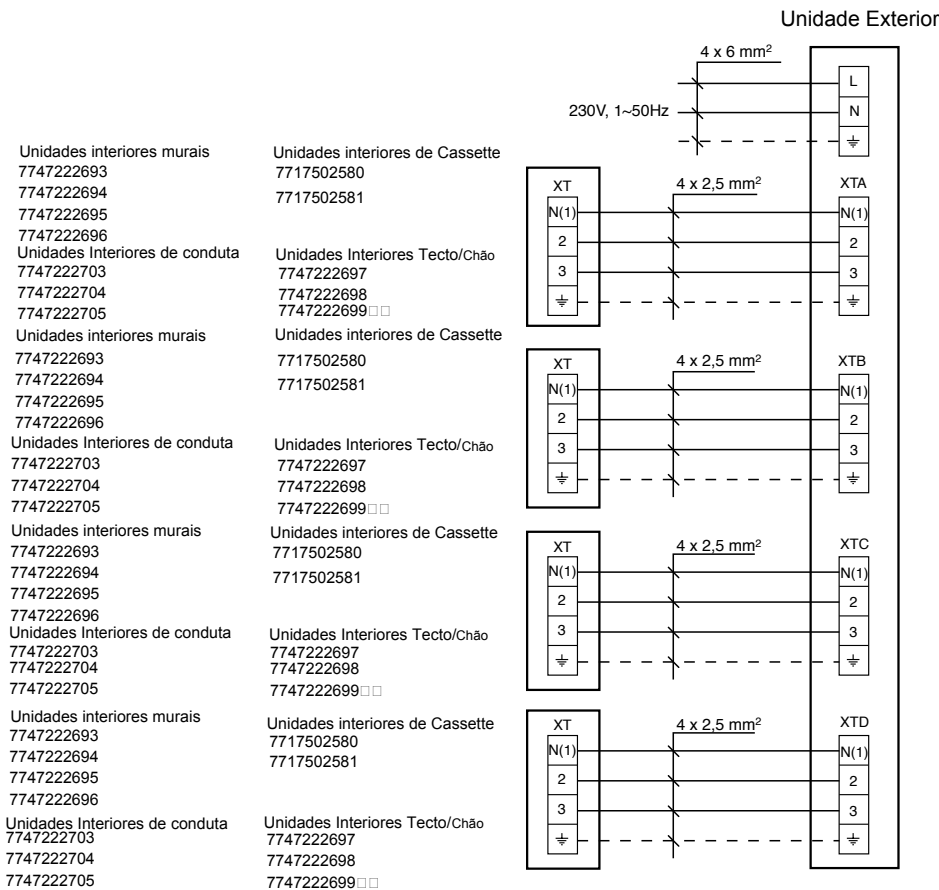 Unidade Exterior
4 x 6 mm²
L
230V, 1~50Hz
N
Unidades interiores murais
7747222693
7747222694
7747222695
7747222696
Unidades interiores de Cassette
7717502580
7717502581
Unidades Interiores de conduta
7747222703
7747222704
7747222705
Unidades Interiores Tecto/Chão
7747222697
7747222698
7747222699□□
XT
4 x 2,5 mm²
XTA
N(1)
N(1)
2
2
3
3
Unidades interiores murais
7747222693
7747222694
7747222695
7747222696
Unidades interiores de Cassette
7717502580
7717502581
Unidades Interiores de conduta
7747222703
7747222704
7747222705
Unidades Interiores Tecto/Chão
7747222697
7747222698
7747222699□□
XT
4 x 2,5 mm²
XTB
N(1)
N(1)
2
2
3
3
Unidades interiores murais
7747222693
7747222694
7747222695
7747222696
Unidades interiores de Cassette
7717502580
7717502581
Unidades Interiores de conduta
7747222703
7747222704
7747222705
Unidades Interiores Tecto/Chão
7747222697
7747222698
7747222699□□
XT
4 x 2,5 mm²
XTC
N(1)
N(1)
2
2
3
3
Unidades interiores murais
7747222693
7747222694
7747222695
7747222696
Unidades interiores de Cassette
7717502580
7717502581
Unidades Interiores de conduta
7747222703
7747222704
7747222705
Unidades Interiores Tecto/Chão
7747222697
7747222698
7747222699□□
XT
4 x 2,5 mm²
XTD
N(1)
N(1)
2
2
3
3